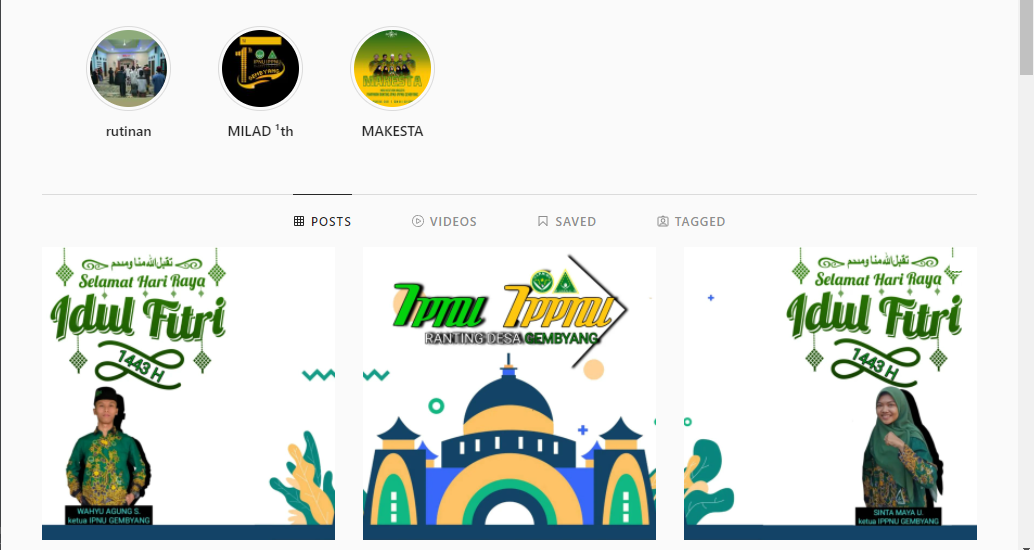 rutinan
MILAD ¹th
MAKESTA
POSTS
VIDEOS
SAVED
TAGGED
تقبل الله منا ومنكم
Selamat Hari Raya
Idul Fitri
1443 H
WAHYU AGUNG S.
ketua IPNU GEMBYANG
IPNU IPPNU
RANTING DESA GEMBYANG
تقبل الله منا ومنكم
Selamat Hari Raya
Idul Fitri
1443 H
SINTA MAYA U.
ketua IPPNU GEMBYANG